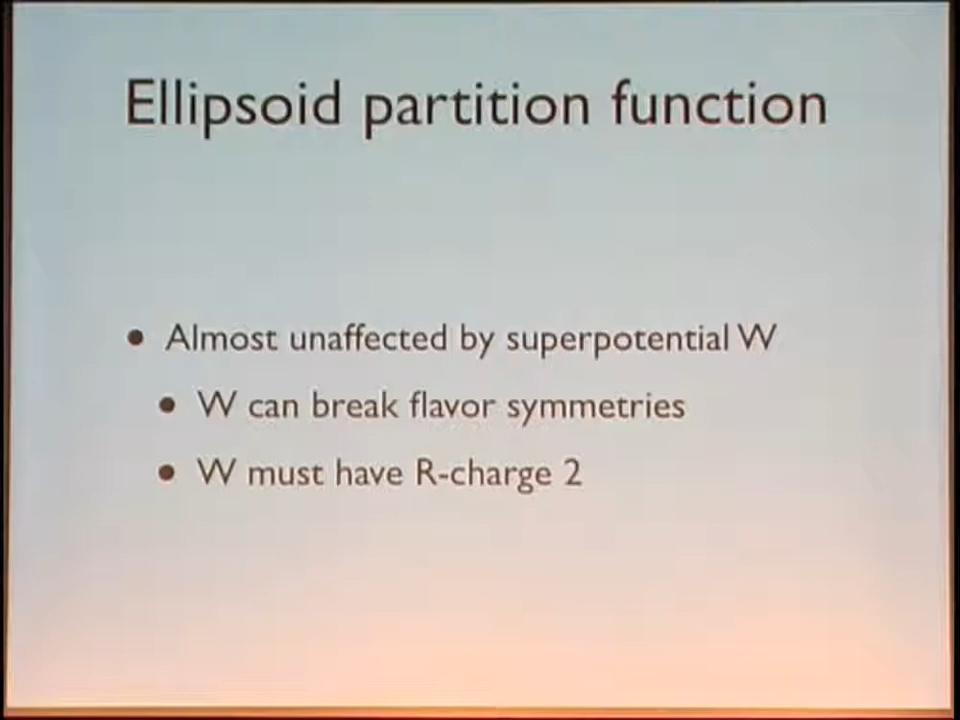 Ellipsoid partition function
• Almost unaffected by superpotential W
• W can break flavor symmetries
• W must have R-charge 2